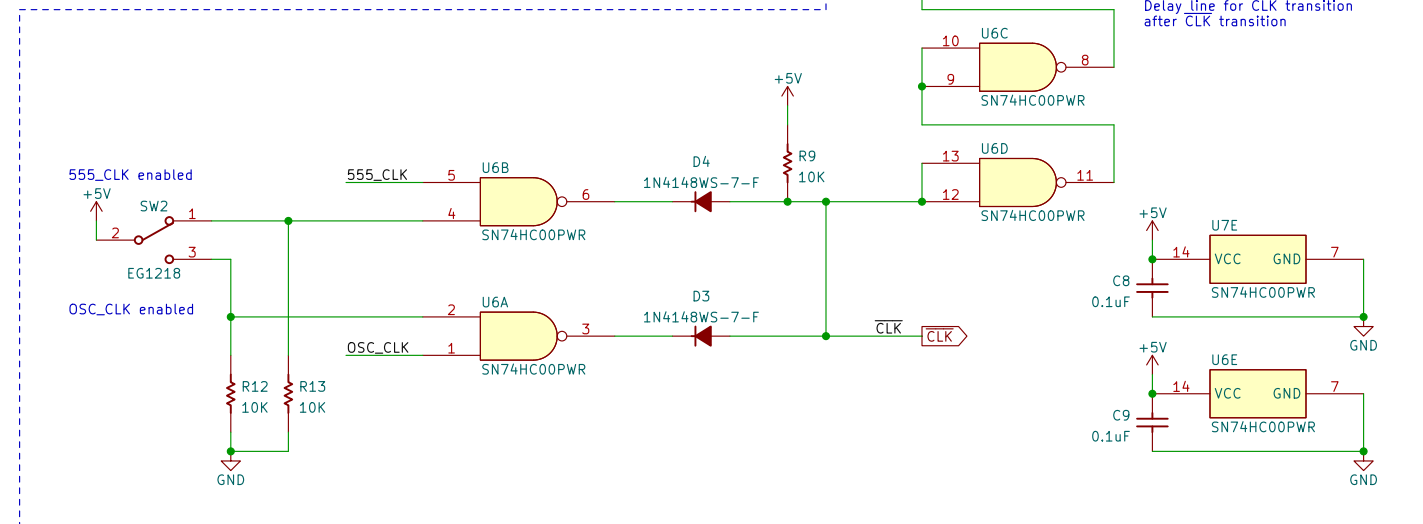 Delay line for CLK transition
after C̅L̅K̅ transition
U6C
10
9
8
SN74HC00PWR
+5V
R9
10K
U6D
13
12
11
SN74HC00PWR
555_CLK enabled
+5V
SW2
1
2
3
EG1218
OSC_CLK enabled
555_CLK
5
4
U6B
6
SN74HC00PWR
D4
1N4148WS-7-F
OSC_CLK
2
1
U6A
3
SN74HC00PWR
D3
1N4148WS-7-F
C̅L̅K̅
C̅L̅K̅
R12
10K
R13
10K
GND
+5V
U7E
14
VCC
GND
7
C8
0.1uF
SN74HC00PWR
GND
+5V
U6E
14
VCC
GND
7
C9
0.1uF
SN74HC00PWR
GND